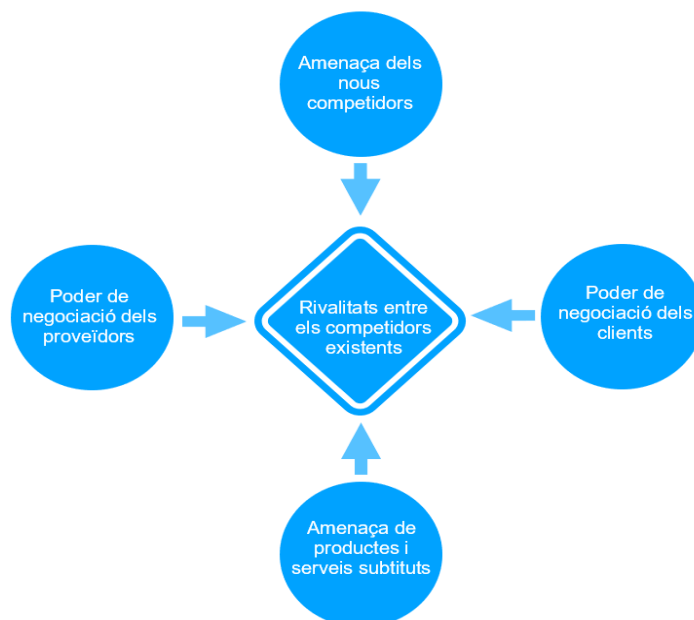 Amenaça dels
nous
competidors
Poder de
negociació dels
proveïdors
Rivalitats entre
els competidors
existents
Poder de
negociació dels
clients
Amenaça de
productes i
serveis subtituts